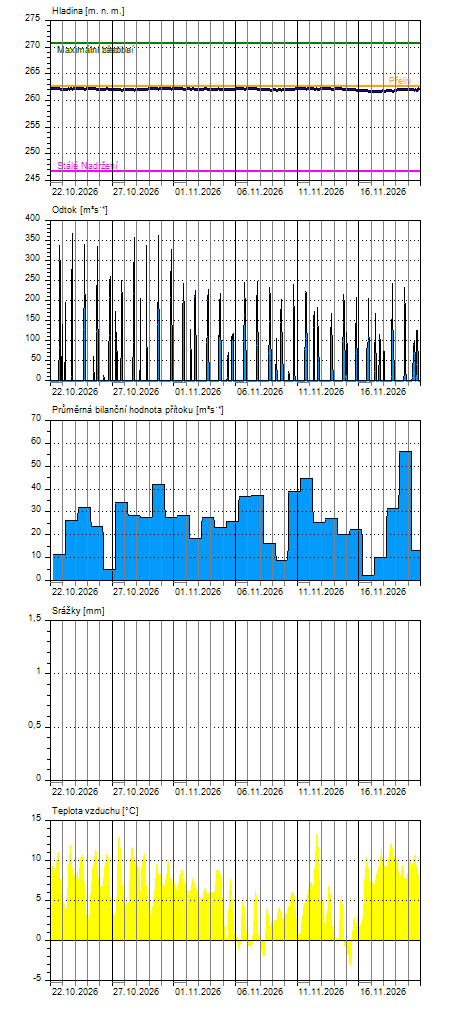 Hladina [m. n. m.]
275
270
265
260
255
250
245
Přeliv
Stálé Nadržení
22.10.2026 27.10.2026 01.11.2026 06.11.2026 11.11.2026 16.11.2026
Odtok [m³s⁻¹]
400
350
300
250
200
150
100
50
0
22.10.2026 27.10.2026 01.11.2026 06.11.2026 11.11.2026 16.11.2026
Průměrná bilanční hodnota přítoku [m³s⁻¹]
70
60
50
40
30
20
10
0
22.10.2026 27.10.2026 01.11.2026 06.11.2026 11.11.2026 16.11.2026
Srážky [mm]
1,5
1
0,5
0
22.10.2026 27.10.2026 01.11.2026 06.11.2026 11.11.2026 16.11.2026
Teplota vzduchu [°C]
15
10
5
0
-5
22.10.2026 27.10.2026 01.11.2026 06.11.2026 11.11.2026 16.11.2026